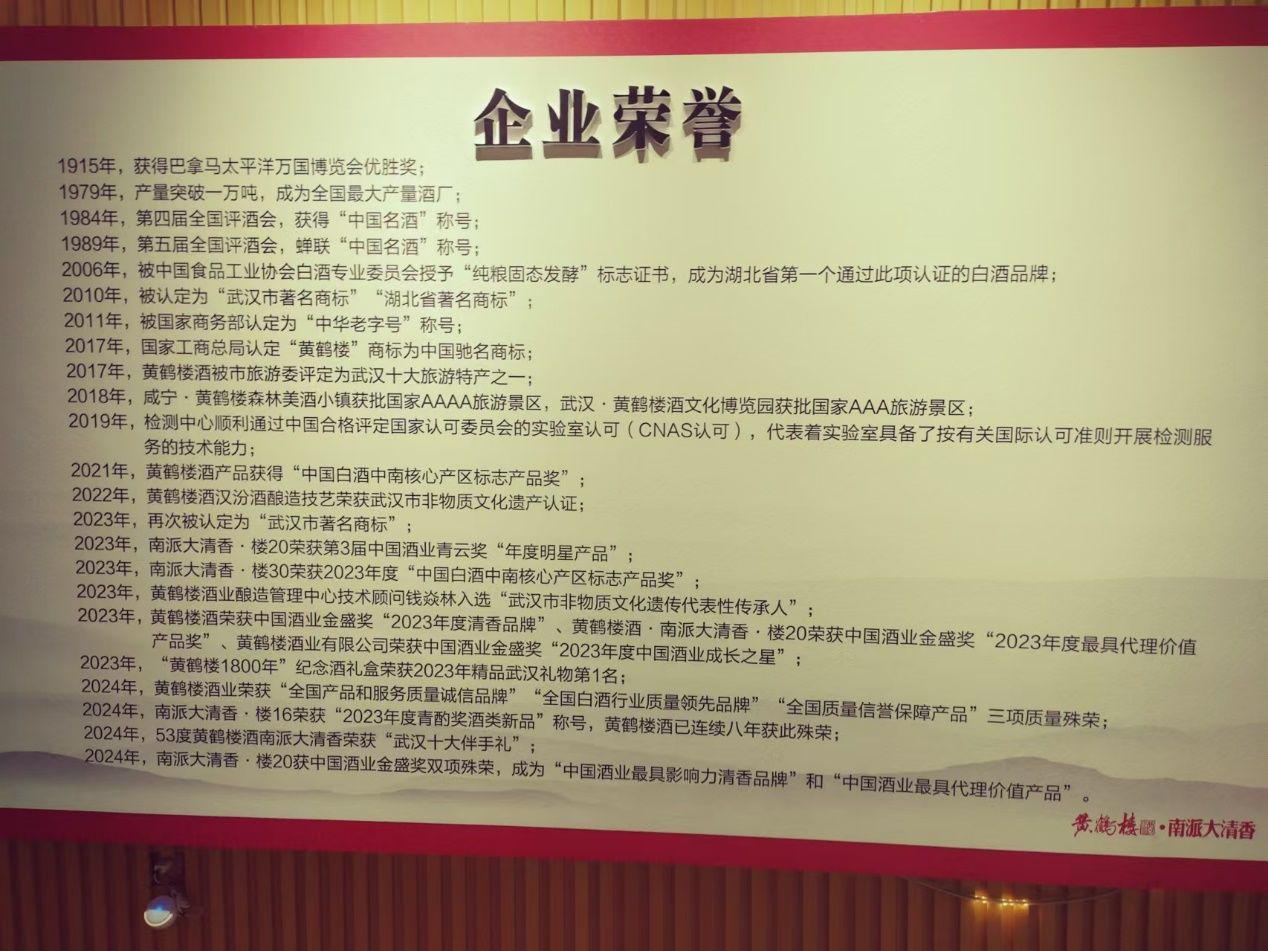 企业荣誉
1915年，获得巴拿马太平洋万国博览会优胜奖；
1979年，产量突破一万吨，成为全国最大产量酒厂；
1984年，第四届全国评酒会，获得“中国名酒”称号；
1989年，第五届全国评酒会，蝉联“中国名酒”称号；
2006年，被中国食品工业协会白酒专业委员会授予“纯粮固态发酵”标志证书，成为湖北省第一个通过此项认证的白酒品牌；
2010年，被认定为“武汉市著名商标”“湖北省著名商标”；
2011年，被国家商务部认定为“中华老字号”称号；
2017年，国家工商总局认定“黄鹤楼”商标为中国驰名商标；
2017年，黄鹤楼酒被市旅游委评定为武汉十大旅游特产之一；
2018年，咸宁·黄鹤楼森林美酒小镇获批国家AAAA旅游景区，武汉·黄鹤楼酒文化博览园获批国家AAA旅游景区；
2019年，检测中心顺利通过中国合格评定国家认可委员会的实验室认可（CNAS认可），代表着实验室具备了按有关国际认可准则开展检测服
务的技术能力；
2021年，黄鹤楼酒产品获得“中国白酒中南核心产区标志产品奖”；
2022年，黄鹤楼酒汉汾酒酿造技艺荣获武汉市非物质文化遗产认证；
2023年，再次被认定为“武汉市著名商标”；
2023年，南派大清香·楼20荣获第3届中国酒业青云奖“年度明星产品”；
2023年，南派大清香·楼30荣获2023年度“中国白酒中南核心产区标志产品奖”；
2023年，黄鹤楼酒业酿造管理中心技术顾问钱焱林入选“武汉市非物质文化遗传代表性传承人”；
2023年，黄鹤楼酒荣获中国酒业金盛奖“2023年度清香品牌”、黄鹤楼酒·南派大清香·楼20荣获中国酒业金盛奖“2023年度最具代理价值
产品奖”、黄鹤楼酒业有限公司荣获中国酒业金盛奖“2023年度中国酒业成长之星”；
2023年，“黄鹤楼1800年”纪念酒礼盒荣获2023年精品武汉礼物第1名；
2024年，黄鹤楼酒业荣获“全国产品和服务质量诚信品牌”“全国白酒行业质量领先品牌”“全国质量信誉保障产品”三项质量殊荣；
2024年，南派大清香·楼16荣获“2023年度青酌奖酒类新品”称号，黄鹤楼酒已连续八年获此殊荣；
2024年，53度黄鹤楼酒南派大清香荣获“武汉十大伴手礼”；
2024年，南派大清香·楼20获中国酒业金盛奖双项殊荣，成为“中国酒业最具影响力清香品牌”和“中国酒业最具代理价值产品”。
黄鹤楼·南派大清香